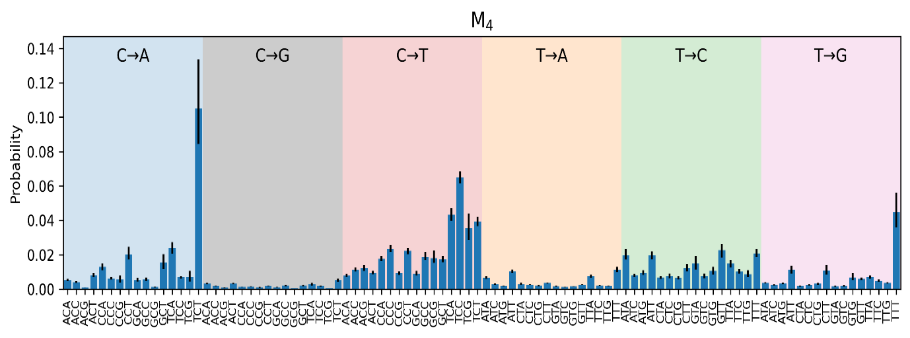 M₄
C→A C→G C→T T→A T→C T→G
Probability
0.14
0.12
0.10
0.08
0.06
0.04
0.02
0.00
ACA ACC ACG ACT CCA CCC CCG CCT GCA GCC GCG GCT TCA TCC TCG TCT ACA ACC ACG ACT CCA CCC CCG CCT GCA GCC GCG GCT TCA TCC TCG TCT ACA ACC ACG ACT CCA CCC CCG CCT GCA GCC GCG GCT TCA TCC TCG TCT ATA ATC ATG ATT CTA CTC CTG CTT GTA GTC GTG GTT TTA TTC TTG TTT ATA ATC ATG ATT CTA CTC CTG CTT GTA GTC GTG GTT TTA TTC TTG TTT ATA ATC ATG ATT CTA CTC CTG CTT GTA GTC GTG GTT TTA TTC TTG TTT